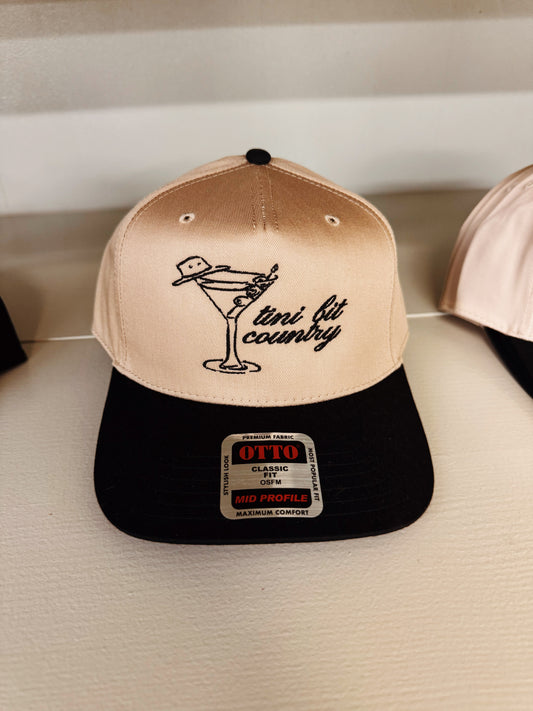 tini bit
country
PREMIUM FABRIC
OTTO
CLASSIC
FIT
OSFM
MID PROFILE
MAXIMUM COMFORT
STYLISH LOOK
MOST POPULAR FIT